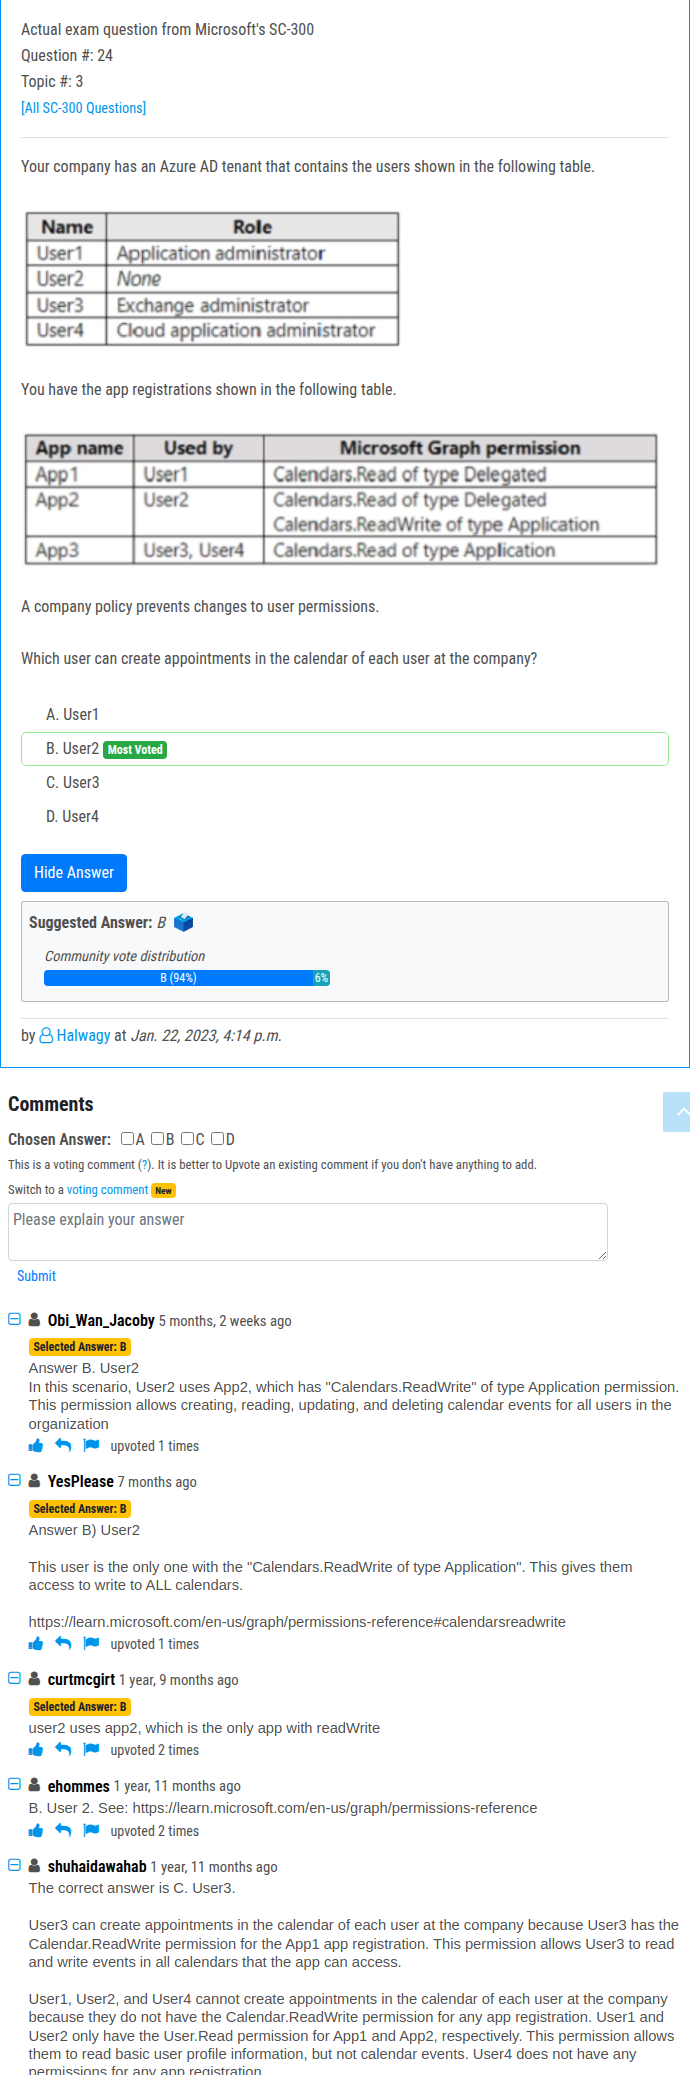 Actual exam question from Microsoft's SC-300
Question #: 24
Topic #: 3
[All SC-300 Questions]
Your company has an Azure AD tenant that contains the users shown in the following table.
Name Role
User1 Application administrator
User2 None
User3 Exchange administrator
User4 Cloud application administrator
You have the app registrations shown in the following table.
App name Used by Microsoft Graph permission
App1 User1 Calendars.Read of type Delegated
App2 User2 Calendars.Read of type Delegated
Calendars.ReadWrite of type Application
App3 User3, User4 Calendars.Read of type Application
A company policy prevents changes to user permissions.
Which user can create appointments in the calendar of each user at the company?
A. User1
B. User2 Most Voted
C. User3
D. User4
Hide Answer
Suggested Answer: B
Community vote distribution
B (94%) 6%
by Halwagy at Jan. 22, 2023, 4:14 p.m.
Comments
Chosen Answer: A B C D
This is a voting comment (?). It is better to Upvote an existing comment if you don't have anything to add.
Switch to a voting comment New
Please explain your answer
Submit
Obi_Wan_Jacoby 5 months, 2 weeks ago
Selected Answer: B
Answer B. User2
In this scenario, User2 uses App2, which has "Calendars.ReadWrite" of type Application permission.
This permission allows creating, reading, updating, and deleting calendar events for all users in the
organization
upvoted 1 times
YesPlease 7 months ago
Selected Answer: B
Answer B) User2
This user is the only one with the "Calendars.ReadWrite of type Application". This gives them
access to write to ALL calendars.
https://learn.microsoft.com/en-us/graph/permissions-reference#calendarsreadwrite
upvoted 1 times
curtmcgirt 1 year, 9 months ago
Selected Answer: B
user2 uses app2, which is the only app with readWrite
upvoted 2 times
ehommes 1 year, 11 months ago
B. User 2. See: https://learn.microsoft.com/en-us/graph/permissions-reference
upvoted 2 times
shuhaidawahab 1 year, 11 months ago
The correct answer is C. User3.
User3 can create appointments in the calendar of each user at the company because User3 has the
Calendar.ReadWrite permission for the App1 app registration. This permission allows User3 to read
and write events in all calendars that the app can access.
User1, User2, and User4 cannot create appointments in the calendar of each user at the company
because they do not have the Calendar.ReadWrite permission for any app registration. User1 and
User2 only have the User.Read permission for App1 and App2, respectively. This permission allows
them to read basic user profile information, but not calendar events. User4 does not have any
permissions for any app registration